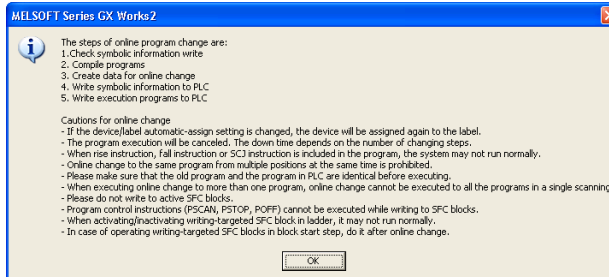 MELSOFT Series GX Works2
The steps of online program change are:
1.Check symbolic information write
2. Compile programs
3. Create data for online change
4. Write symbolic information to PLC
5. Write execution programs to PLC
Cautions for online change
- If the device/label automatic-assign setting is changed, the device will be assigned again to the label.
- The program execution will be canceled. The down time depends on the number of changing steps.
- When rise instruction, fall instruction or SCJ instruction is included in the program, the system may not run normally.
- Online change to the same program from multiple positions at the same time is prohibited.
- Please make sure that the old program and the program in PLC are identical before executing.
- When executing online change to more than one program, online change cannot be executed to all the programs in a single scanning
- Please do not write to active SFC blocks.
- Program control instructions (PSCAN, PSTOP, POFF) cannot be executed while writing to SFC blocks.
- When activating/inactivating writing-targeted SFC block in ladder, it may not run normally.
- In case of operating writing-targeted SFC blocks in block start step, do it after online change.
OK